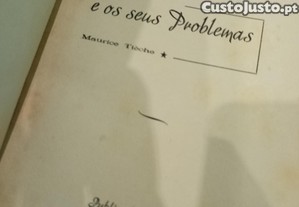 CustoJusto.pt
e os seus Problemas
Maurice Tièche ★